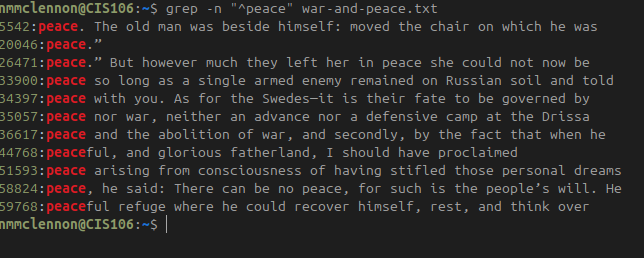 nmmclennon@CIS106:~$ grep -n "^peace" war-and-peace.txt
5542:peace. The old man was beside himself: moved the chair on which he was
20046:peace.”
26471:peace.” But however much they left her in peace she could not now be
33900:peace so long as a single armed enemy remained on Russian soil and told
34397:peace with you. As for the Swedes—it is their fate to be governed by
35057:peace nor war, neither an advance nor a defensive camp at the Drissa
36617:peace and the abolition of war, and secondly, by the fact that when he
44768:peaceful, and glorious fatherland, I should have proclaimed
51593:peace arising from consciousness of having stifled those personal dreams
58824:peace, he said: There can be no peace, for such is the people’s will. He
59768:peaceful refuge where he could recover himself, rest, and think over
nmmclennon@CIS106:~$